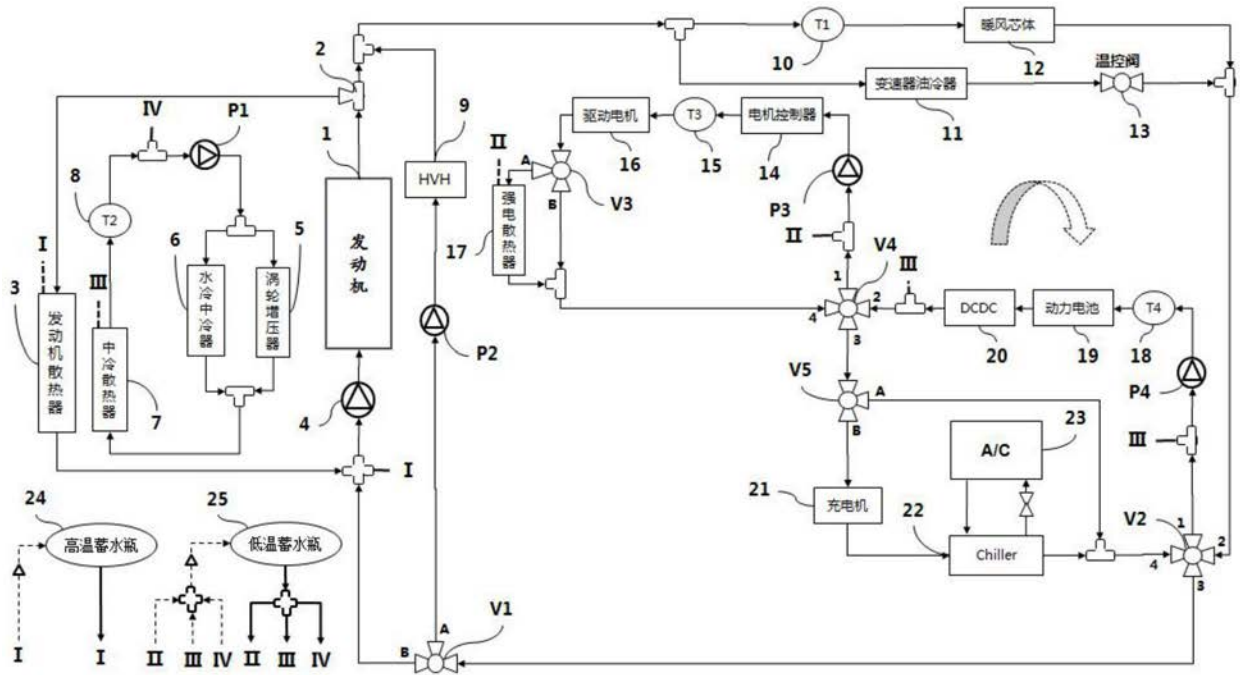 T1
10
暖风芯体
12
2
Ⅳ
P1
变速器油冷器
11
温控阀
13
1
9
Ⅱ
A
驱动电机
16
T3
15
电机控制器
14
8
T2
HVH
B
V3
P3
Ⅰ
Ⅲ
6
5
水冷中冷器
涡轮增压器
发动机
17
强电散热器
Ⅱ
V4
1
2
3
4
Ⅲ
3
发动机散热器
中冷散热器
7
P2
DCDC
20
动力电池
19
T4
18
P4
4
V5
A
B
23
A/C
Ⅲ
Ⅰ
21
充电机
22
Chiller
V2
1
2
3
4
24
高温蓄水瓶
25
低温蓄水瓶
Ⅰ
Ⅰ
Ⅱ
Ⅲ
Ⅳ
Ⅱ
Ⅲ
Ⅳ
B
A
V1